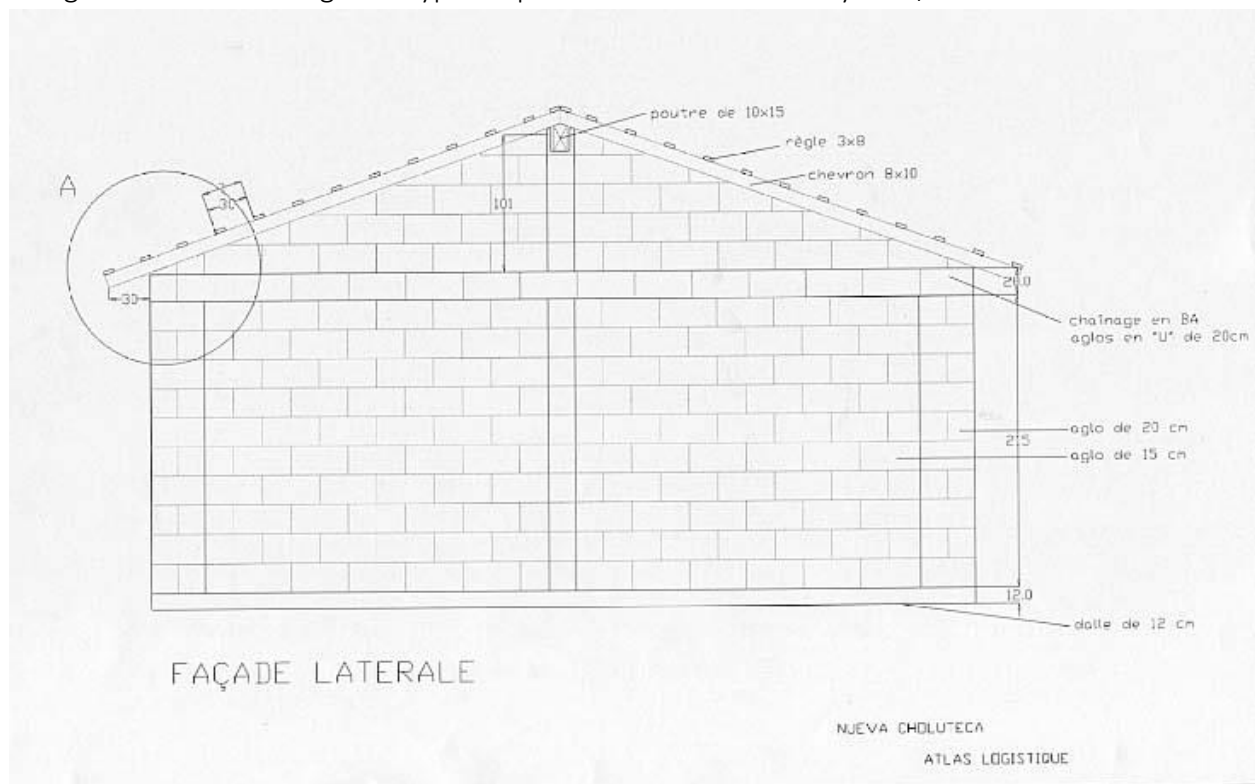 poutre de 10x15
règle 3x8
chevron 8x10
A
30
101
30
20.0
chaînage en BA
aglos en "U" de 20cm
aglo de 20 cm
215
aglo de 15 cm
12.0
dalle de 12 cm
FAÇADE LATERALE
NUEVA CHOLUTECA
ATLAS LOGISTIQUE